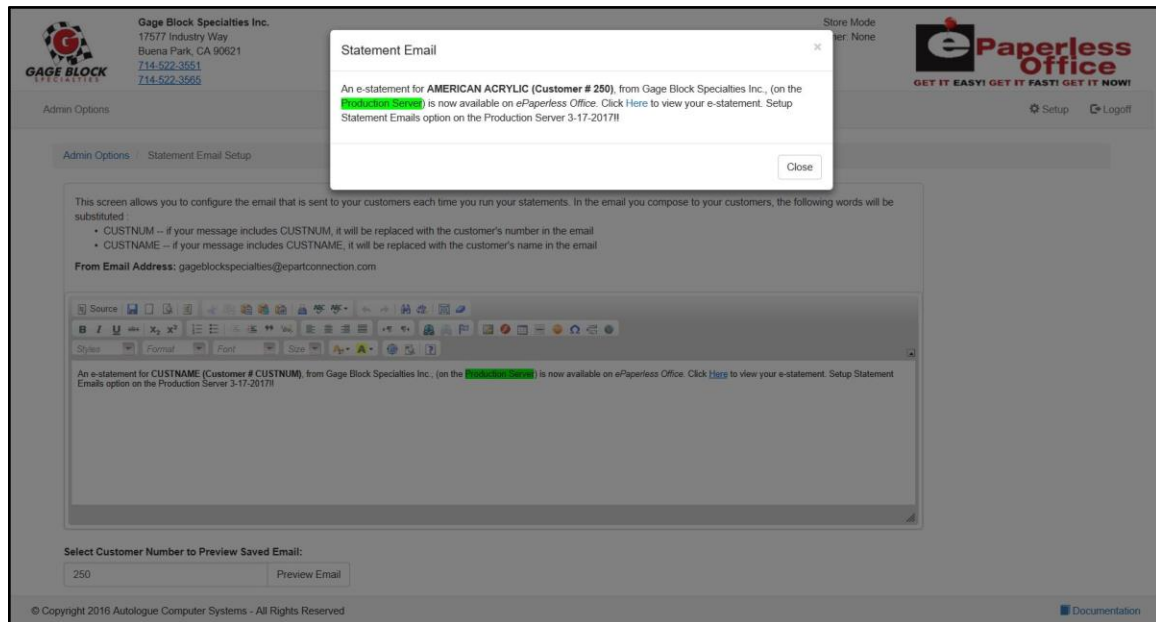 Gage Block Specialties Inc.
17577 Industry Way
Buena Park, CA 90621
714-522-3551
714-522-3565
G
GAGE BLOCK
SPECIALTIES
Store Mode
er: None
e Paperless
Office
GET IT EASY! GET IT FAST! GET IT NOW!
Statement Email
×
An e-statement for AMERICAN ACRYLIC (Customer # 250), from Gage Block Specialties Inc., (on the
Production Server) is now available on ePaperless Office. Click Here to view your e-statement. Setup
Statement Emails option on the Production Server 3-17-2017!!
Close
Admin Options
Setup
Logoff
Admin Options / Statement Email Setup
This screen allows you to configure the email that is sent to your customers each time you run your statements. In the email you compose to your customers, the following words will be
substituted :
• CUSTNUM -- if your message includes CUSTNUM, it will be replaced with the customer's number in the email
• CUSTNAME -- if your message includes CUSTNAME, it will be replaced with the customer's name in the email
From Email Address: gageblockspecialties@epartconnection.com
Source
B I U abc X₂ X²
Styles Format Font Size A A
An e-statement for CUSTNAME (Customer # CUSTNUM), from Gage Block Specialties Inc., (on the Production Server) is now available on ePaperless Office. Click Here to view your e-statement. Setup Statement
Emails option on the Production Server 3-17-2017!!
Select Customer Number to Preview Saved Email:
250
Preview Email
© Copyright 2016 Autologue Computer Systems - All Rights Reserved
Documentation